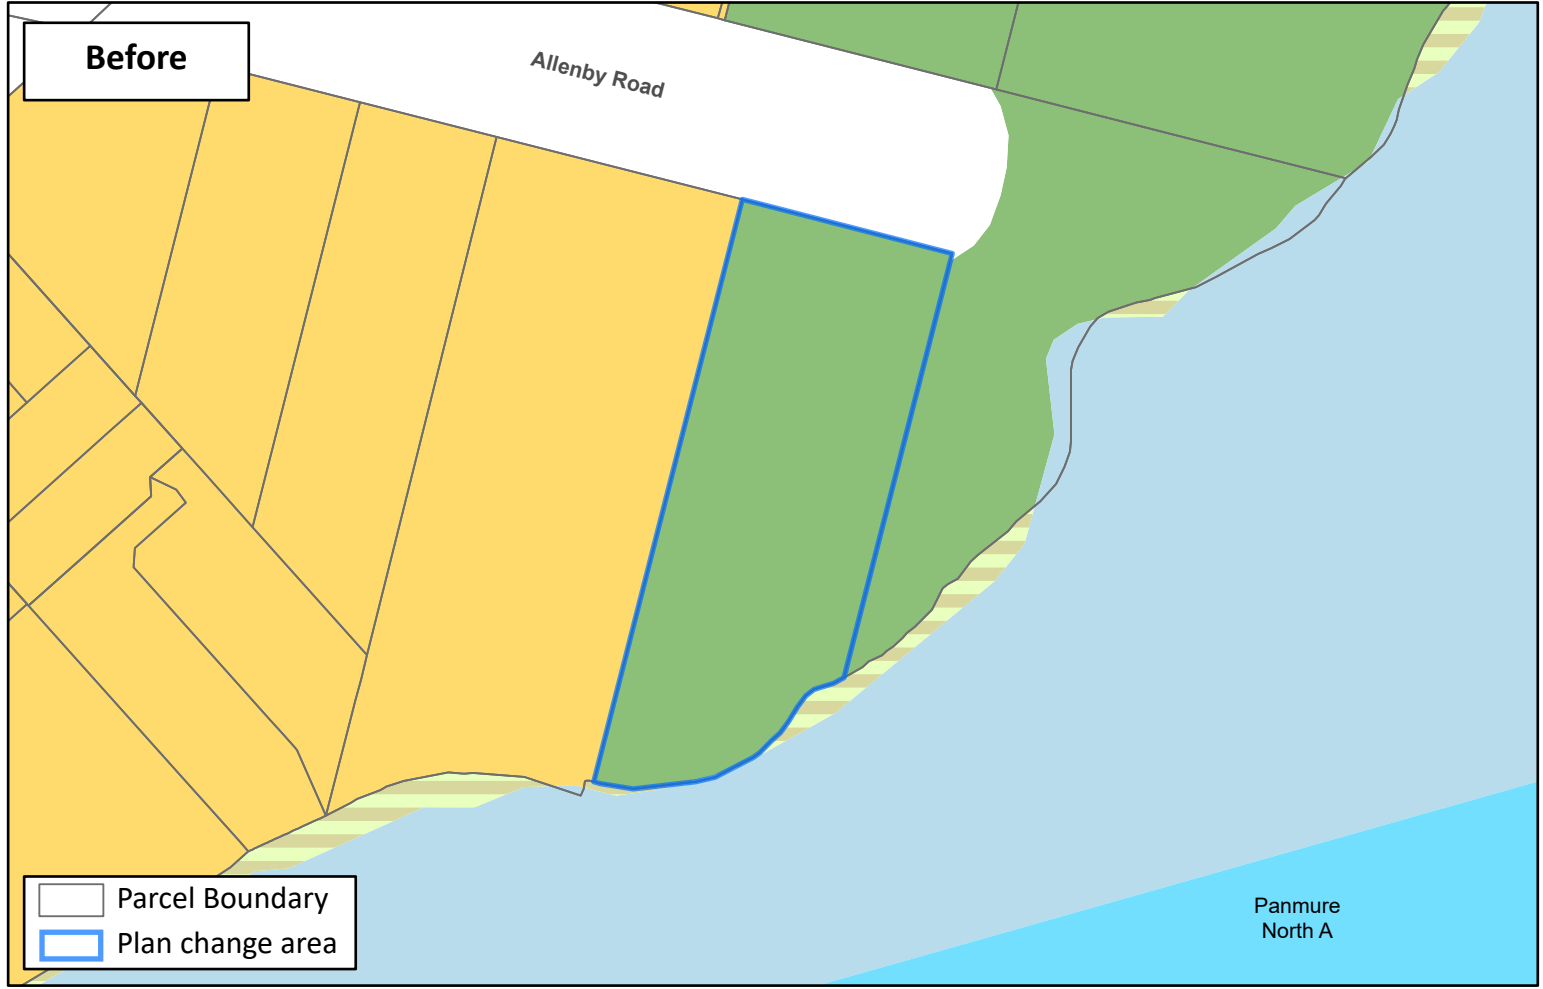 Before
Allenby Road
Parcel Boundary
Plan change area
Panmure
North A